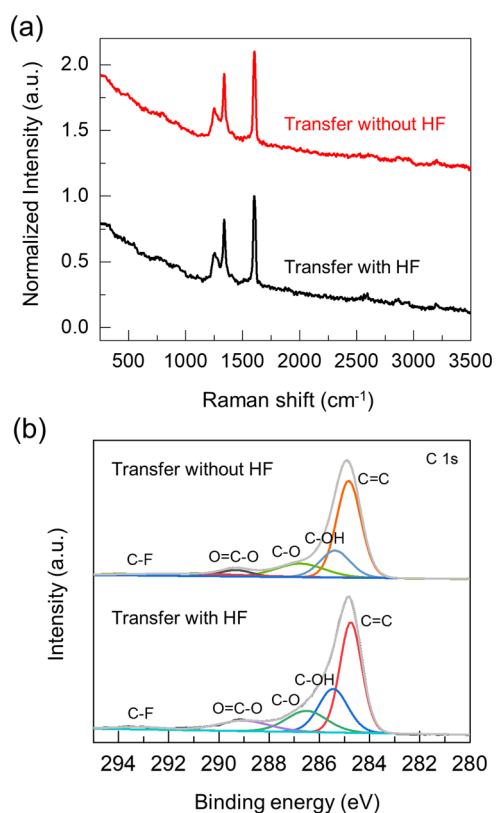 (a)
Normalized Intensity (a.u.)
2.0
1.5
1.0
0.5
0.0
Transfer without HF
Transfer with HF
500 1000 1500 2000 2500 3000 3500
Raman shift (cm⁻¹)
(b)
Intensity (a.u.)
C 1s
Transfer without HF
C=C
C-OH
C-O
O=C-O
C-F
Transfer with HF
C=C
C-OH
C-O
O=C-O
C-F
294 292 290 288 286 284 282 280
Binding energy (eV)